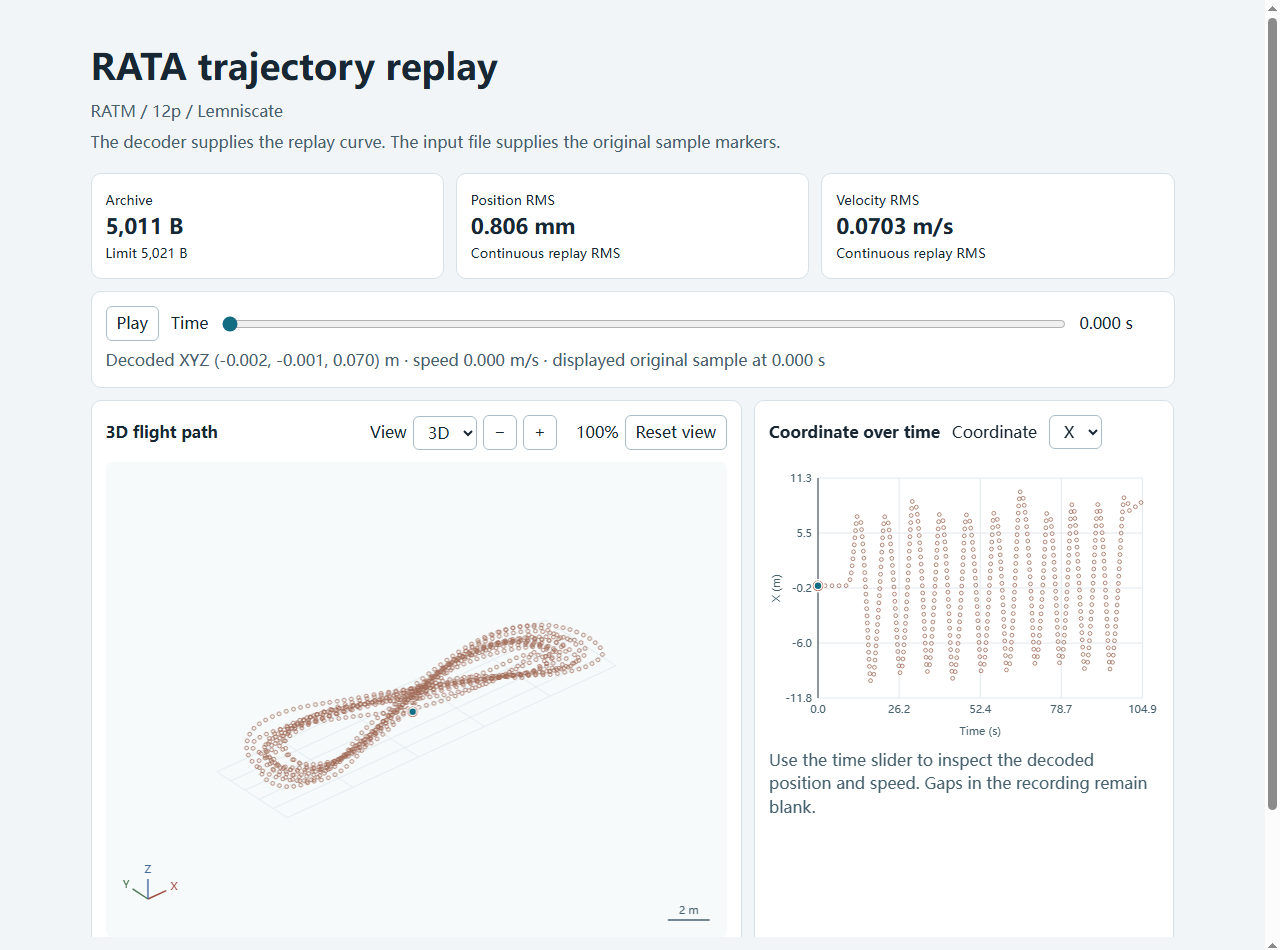 RATA trajectory replay
RATM / 12p / Lemniscate
The decoder supplies the replay curve. The input file supplies the original sample markers.
Archive
5,011 B
Limit 5,021 B
Position RMS
0.806 mm
Continuous replay RMS
Velocity RMS
0.0703 m/s
Continuous replay RMS
Play Time 0.000 s
Decoded XYZ (-0.002, -0.001, 0.070) m · speed 0.000 m/s · displayed original sample at 0.000 s
3D flight path View 3D − + 100% Reset view
Z
Y X
2 m
Coordinate over time Coordinate X
11.3
5.5
-0.2
-6.0
-11.8
X (m)
0.0 26.2 52.4 78.7 104.9
Time (s)
Use the time slider to inspect the decoded
position and speed. Gaps in the recording remain
blank.